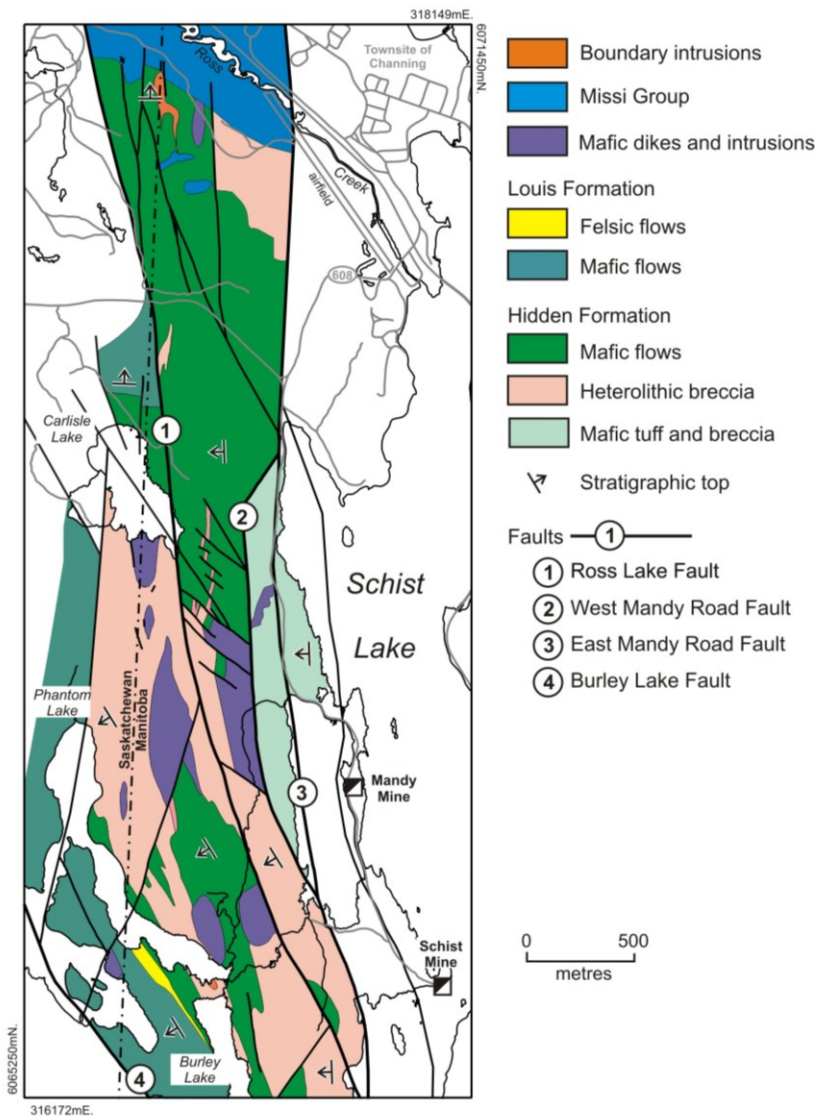 318149mE.
6071450mN.
Ross
Creek
airfield
Townsite of
Channing
608
Carlisle
Lake
1
2
Schist
Lake
Phantom
Lake
Saskatchewan
Manitoba
3
Mandy
Mine
Schist
Mine
Burley
Lake
4
6065250mN.
316172mE.
Boundary intrusions
Missi Group
Mafic dikes and intrusions
Louis Formation
Felsic flows
Mafic flows
Hidden Formation
Mafic flows
Heterolithic breccia
Mafic tuff and breccia
Stratigraphic top
Faults 1
1 Ross Lake Fault
2 West Mandy Road Fault
3 East Mandy Road Fault
4 Burley Lake Fault
0 500
metres